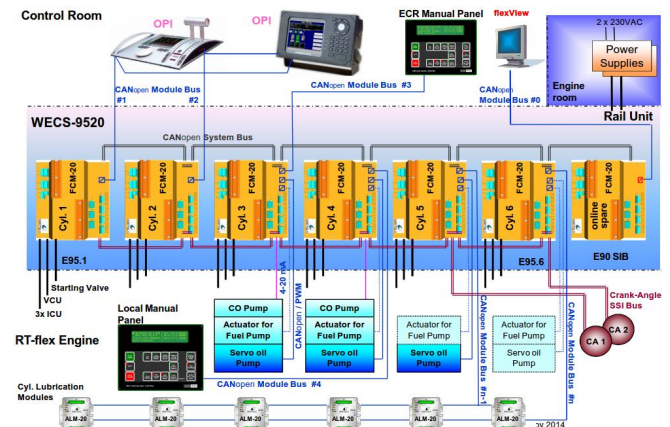 Control Room
OPI
OPI
ECR Manual Panel
flexView
2 x 230VAC
Power
Supplies
Engine
room
CANopen Module Bus
#1
#2
CANopen Module Bus #3
CANopen
Module Bus #0
WECS-9520
Rail Unit
CANopen System Bus
FCM-20
Cyl. 1
FCM-20
Cyl. 2
FCM-20
Cyl. 3
FCM-20
Cyl. 4
FCM-20
Cyl. 5
FCM-20
Cyl. 6
FCM-20
online
spare
E95.1
E95.6
E90 SIB
Starting Valve
VCU
3x ICU
4-20 mA
CANopen / PWM
Crank-Angle
SSI Bus
CA 1
CA 2
Local Manual
Panel
RT-flex Engine
CO Pump
Actuator for
Fuel Pump
Servo oil
Pump
CO Pump
Actuator for
Fuel Pump
Servo oil
Pump
Actuator for
Fuel Pump
Servo oil
Pump
Actuator for
Fuel Pump
Servo oil
Pump
CANopen Module Bus #4
CANopen Module Bus #n-1
CANopen Module Bus #n
Cyl. Lubrication
Modules
ALM-20
ALM-20
ALM-20
ALM-20
ALM-20
ALM-20
2014